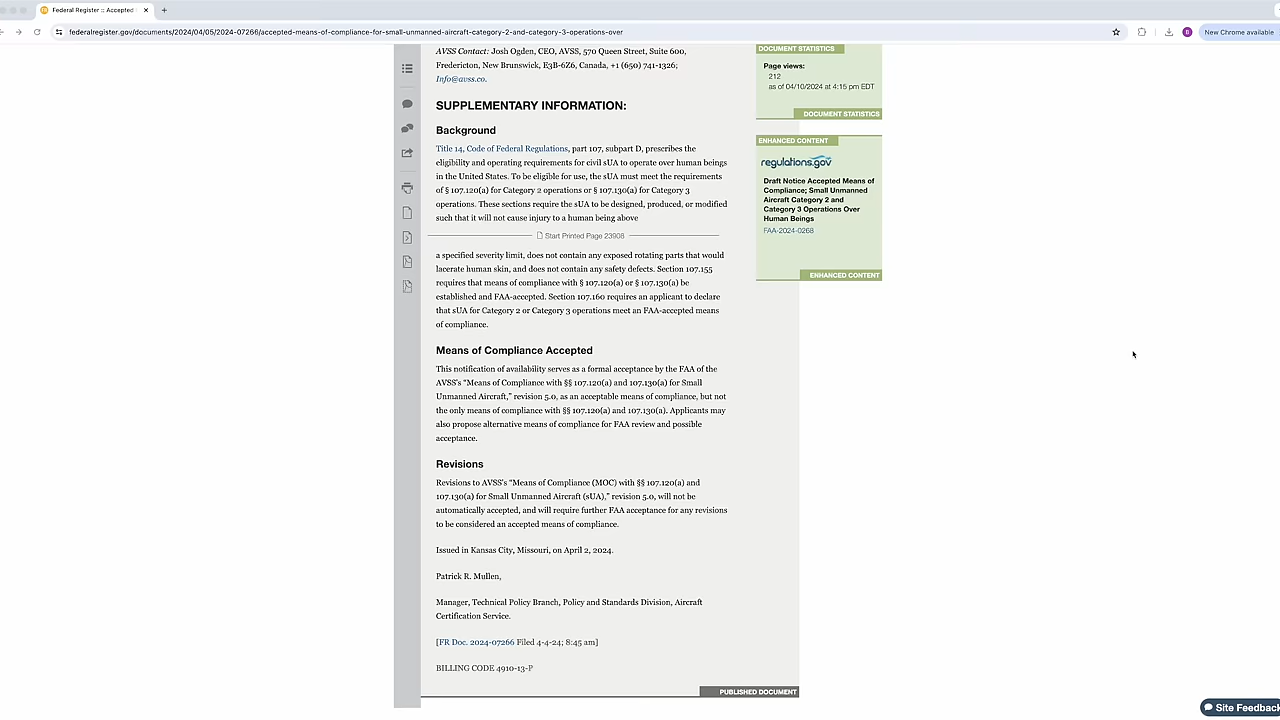 Federal Register :: Accepted
federalregister.gov/documents/2024/04/05/2024-07266/accepted-means-of-compliance-for-small-unmanned-aircraft-category-2-and-category-3-operations-over
B
New Chrome available
AVSS Contact: Josh Ogden, CEO, AVSS, 570 Queen Street, Suite 600,
Fredericton, New Brunswick, E3B-6Z6, Canada, +1 (650) 741-1326;
Info@avss.co.
SUPPLEMENTARY INFORMATION:
Background
Title 14, Code of Federal Regulations, part 107, subpart D, prescribes the
eligibility and operating requirements for civil sUA to operate over human beings
in the United States. To be eligible for use, the sUA must meet the requirements
of § 107.120(a) for Category 2 operations or § 107.130(a) for Category 3
operations. These sections require the sUA to be designed, produced, or modified
such that it will not cause injury to a human being above
Start Printed Page 23908
a specified severity limit, does not contain any exposed rotating parts that would
lacerate human skin, and does not contain any safety defects. Section 107.155
requires that means of compliance with § 107.120(a) or § 107.130(a) be
established and FAA-accepted. Section 107.160 requires an applicant to declare
that sUA for Category 2 or Category 3 operations meet an FAA-accepted means
of compliance.
Means of Compliance Accepted
This notification of availability serves as a formal acceptance by the FAA of the
AVSS's “Means of Compliance with §§ 107.120(a) and 107.130(a) for Small
Unmanned Aircraft,” revision 5.0, as an acceptable means of compliance, but not
the only means of compliance with §§ 107.120(a) and 107.130(a). Applicants may
also propose alternative means of compliance for FAA review and possible
acceptance.
Revisions
Revisions to AVSS's “Means of Compliance (MOC) with §§ 107.120(a) and
107.130(a) for Small Unmanned Aircraft (sUA),” revision 5.0, will not be
automatically accepted, and will require further FAA acceptance for any revisions
to be considered an accepted means of compliance.
Issued in Kansas City, Missouri, on April 2, 2024.
Patrick R. Mullen,
Manager, Technical Policy Branch, Policy and Standards Division, Aircraft
Certification Service.
[FR Doc. 2024-07266 Filed 4-4-24; 8:45 am]
BILLING CODE 4910-13-P
PUBLISHED DOCUMENT
DOCUMENT STATISTICS
Page views:
212
as of 04/10/2024 at 4:15 pm EDT
DOCUMENT STATISTICS
ENHANCED CONTENT
regulations.gov
Draft Notice Accepted Means of
Compliance; Small Unmanned
Aircraft Category 2 and
Category 3 Operations Over
Human Beings
FAA-2024-0268
ENHANCED CONTENT
Site Feedback